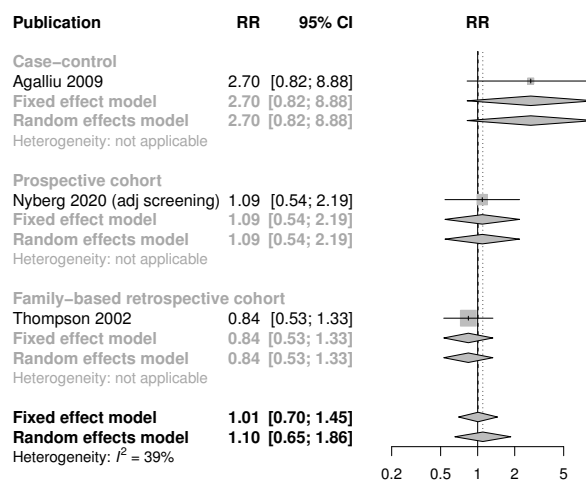 Publication RR 95% CI RR
Case−control
Agalliu 2009 2.70 [0.82; 8.88]
Fixed effect model 2.70 [0.82; 8.88]
Random effects model 2.70 [0.82; 8.88]
Heterogeneity: not applicable
Prospective cohort
Nyberg 2020 (adj screening) 1.09 [0.54; 2.19]
Fixed effect model 1.09 [0.54; 2.19]
Random effects model 1.09 [0.54; 2.19]
Heterogeneity: not applicable
Family−based retrospective cohort
Thompson 2002 0.84 [0.53; 1.33]
Fixed effect model 0.84 [0.53; 1.33]
Random effects model 0.84 [0.53; 1.33]
Heterogeneity: not applicable
Fixed effect model 1.01 [0.70; 1.45]
Random effects model 1.10 [0.65; 1.86]
Heterogeneity: I² = 39%
0.2 0.5 1 2 5